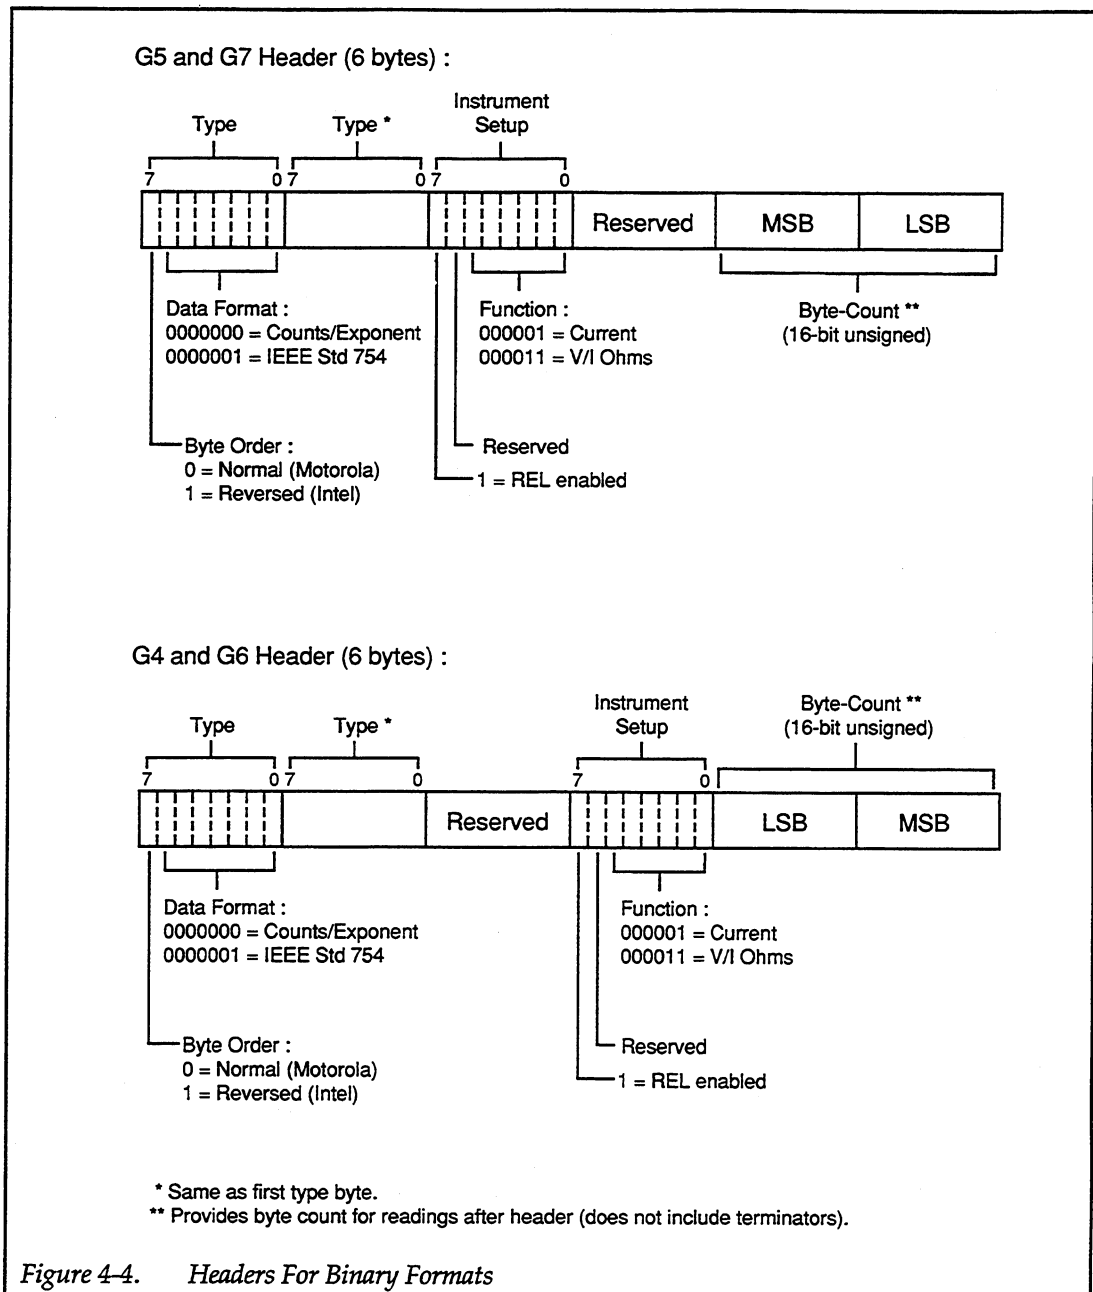 G5 and G7 Header (6 bytes) :
Instrument
Type Type * Setup
7 0 7 0 7 0
Reserved MSB LSB
Data Format :
0000000 = Counts/Exponent
0000001 = IEEE Std 754
Function :
000001 = Current
000011 = V/I Ohms
Byte-Count **
(16-bit unsigned)
Byte Order :
0 = Normal (Motorola)
1 = Reversed (Intel)
Reserved
1 = REL enabled
G4 and G6 Header (6 bytes) :
Type Type *
Instrument
Setup
Byte-Count **
(16-bit unsigned)
7 0 7 0 7 0
Reserved LSB MSB
Data Format :
0000000 = Counts/Exponent
0000001 = IEEE Std 754
Function :
000001 = Current
000011 = V/I Ohms
Byte Order :
0 = Normal (Motorola)
1 = Reversed (Intel)
Reserved
1 = REL enabled
* Same as first type byte.
** Provides byte count for readings after header (does not include terminators).
Figure 4-4. Headers For Binary Formats